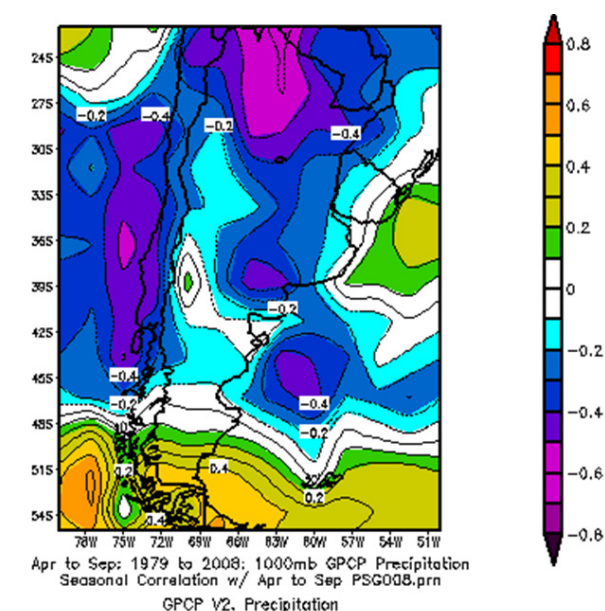 0.8
24S
0.6
27S
-0.2
-0.4
-0.2
-0.4
0.4
30S
33S
0.2
36S
0
39S
-0.2
42S
-0.2
45S
-0.4
-0.2
-0.4
-0.2
-0.4
48S
51S
0.2
0.4
0.2
-0.6
54S
0.4
-0.8
78W 75W 72W 69W 66W 63W 60W 57W 54W 51W
Apr to Sep: 1979 to 2008: 1000mb GPCP Precipitation
Seasonal Correlation w/ Apr to Sep PSG008.prn
GPCP V2. Precipitation